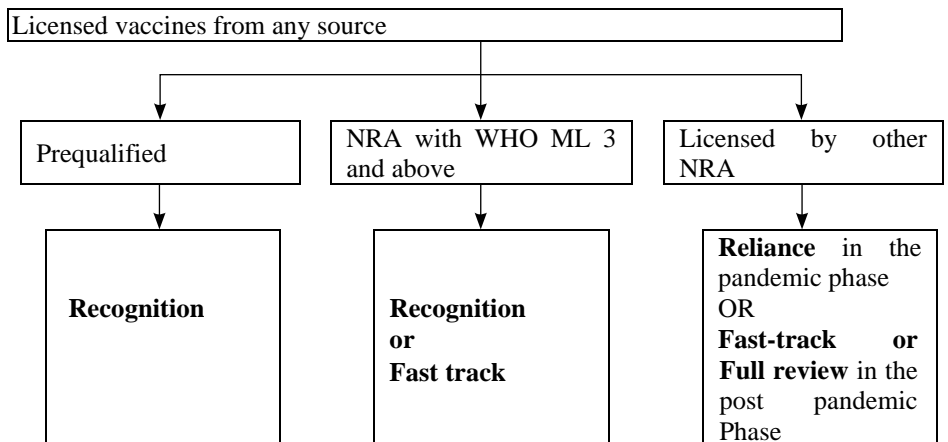 Licensed vaccines from any source
Prequalified
NRA with WHO ML 3
and above
Licensed by other
NRA
Recognition
Recognition
or
Fast track
Reliance in the
pandemic phase
OR
Fast-track or
Full review in the
post pandemic
Phase